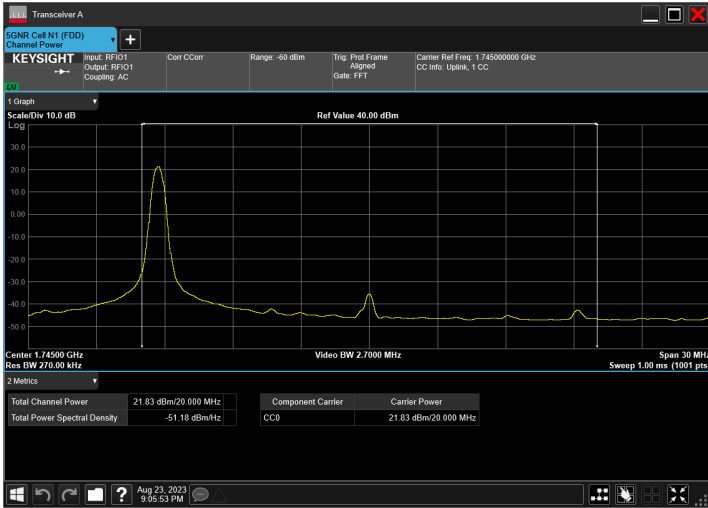 Transceiver A
5GNR Cell N1 (FDD)
Channel Power
KEYSIGHT
Input: RFIO1
Output: RFIO1
Coupling: AC
Corr CCorr
Range: -60 dBm
Trig: Prot Frame
Aligned
Gate: FFT
Carrier Ref Freq: 1.745000000 GHz
CC Info: Uplink, 1 CC
LXI
1 Graph
Scale/Div 10.0 dB
Ref Value 40.00 dBm
Log
30.0
20.0
10.0
0.00
-10.0
-20.0
-30.0
-40.0
-50.0
Center 1.74500 GHz
Video BW 2.7000 MHz
Span 30 MHz
Res BW 270.00 kHz
Sweep 1.00 ms (1001 pts
2 Metrics
Total Channel Power 21.83 dBm/20.000 MHz
Total Power Spectral Density -51.18 dBm/Hz
Component Carrier Carrier Power
CC0 21.83 dBm/20.000 MHz
?
Aug 23, 2023
9:05:53 PM